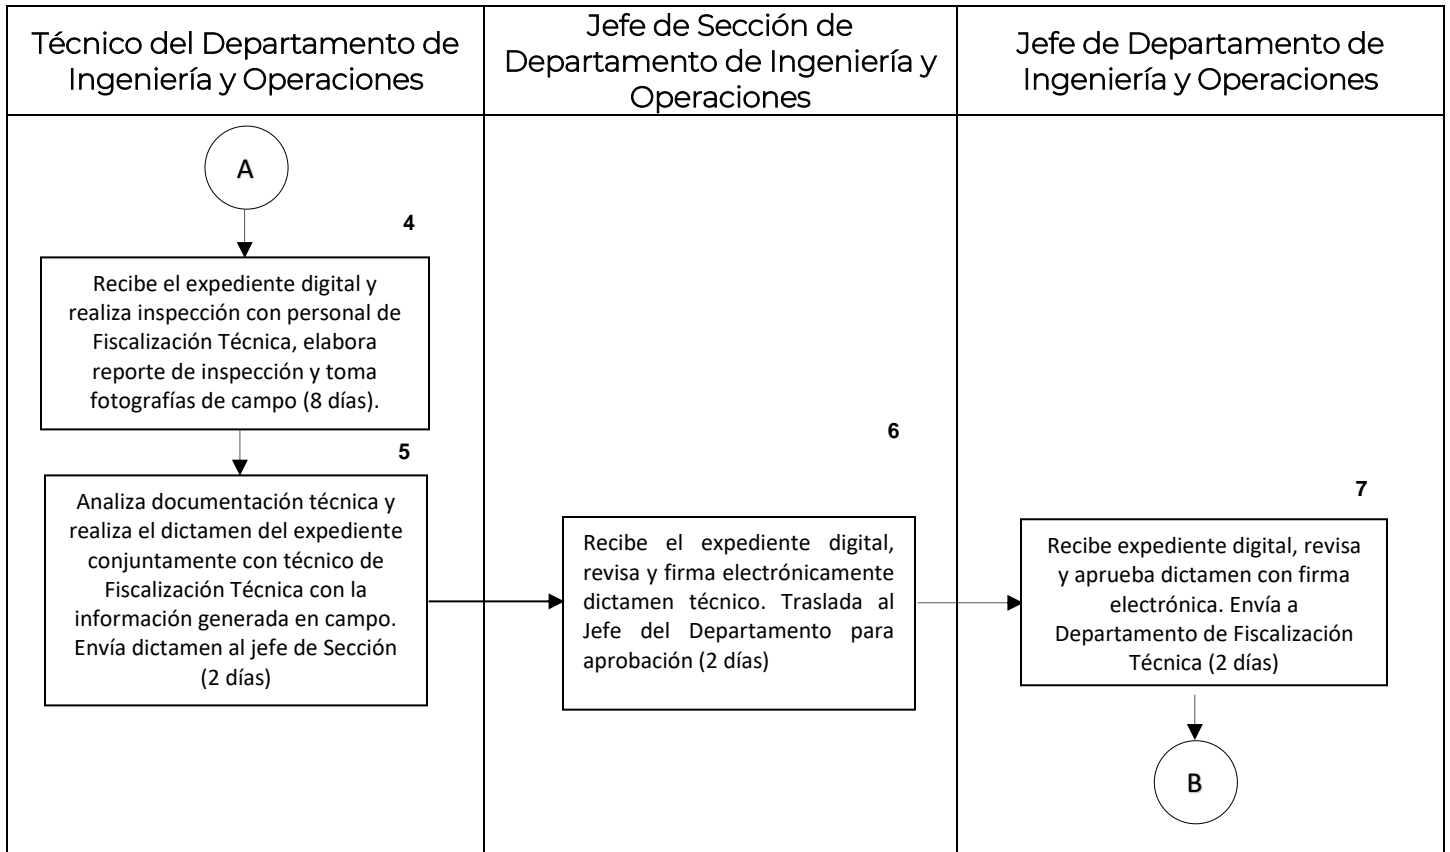 Técnico del Departamento de
Ingeniería y Operaciones
Jefe de Sección de
Departamento de Ingeniería y
Operaciones
Jefe de Departamento de
Ingeniería y Operaciones
A
4
Recibe el expediente digital y
realiza inspección con personal de
Fiscalización Técnica, elabora
reporte de inspección y toma
fotografías de campo (8 días).
5
Analiza documentación técnica y
realiza el dictamen del expediente
conjuntamente con técnico de
Fiscalización Técnica con la
información generada en campo.
Envía dictamen al jefe de Sección
(2 días)
6
Recibe el expediente digital,
revisa y firma electrónicamente
dictamen técnico. Traslada al
Jefe del Departamento para
aprobación (2 días)
7
Recibe expediente digital, revisa
y aprueba dictamen con firma
electrónica. Envía a
Departamento de Fiscalización
Técnica (2 días)
B